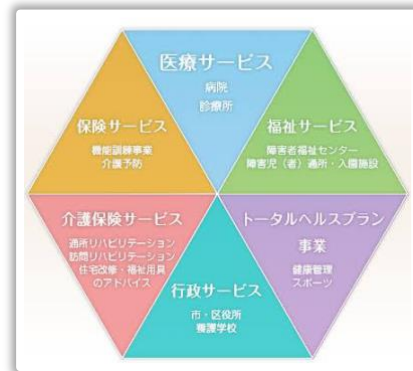 医療サービス
病院
診療所
保険サービス
機能訓練事業
介護予防
福祉サービス
障害者福祉センター
障害児（者）通所・入園施設
介護保険サービス
通所リハビリテーション
訪問リハビリテーション
住宅改修・福祉用具
のアドバイス
トータルヘルスプラン
事業
健康管理
スポーツ
行政サービス
市・区役所
養護学校